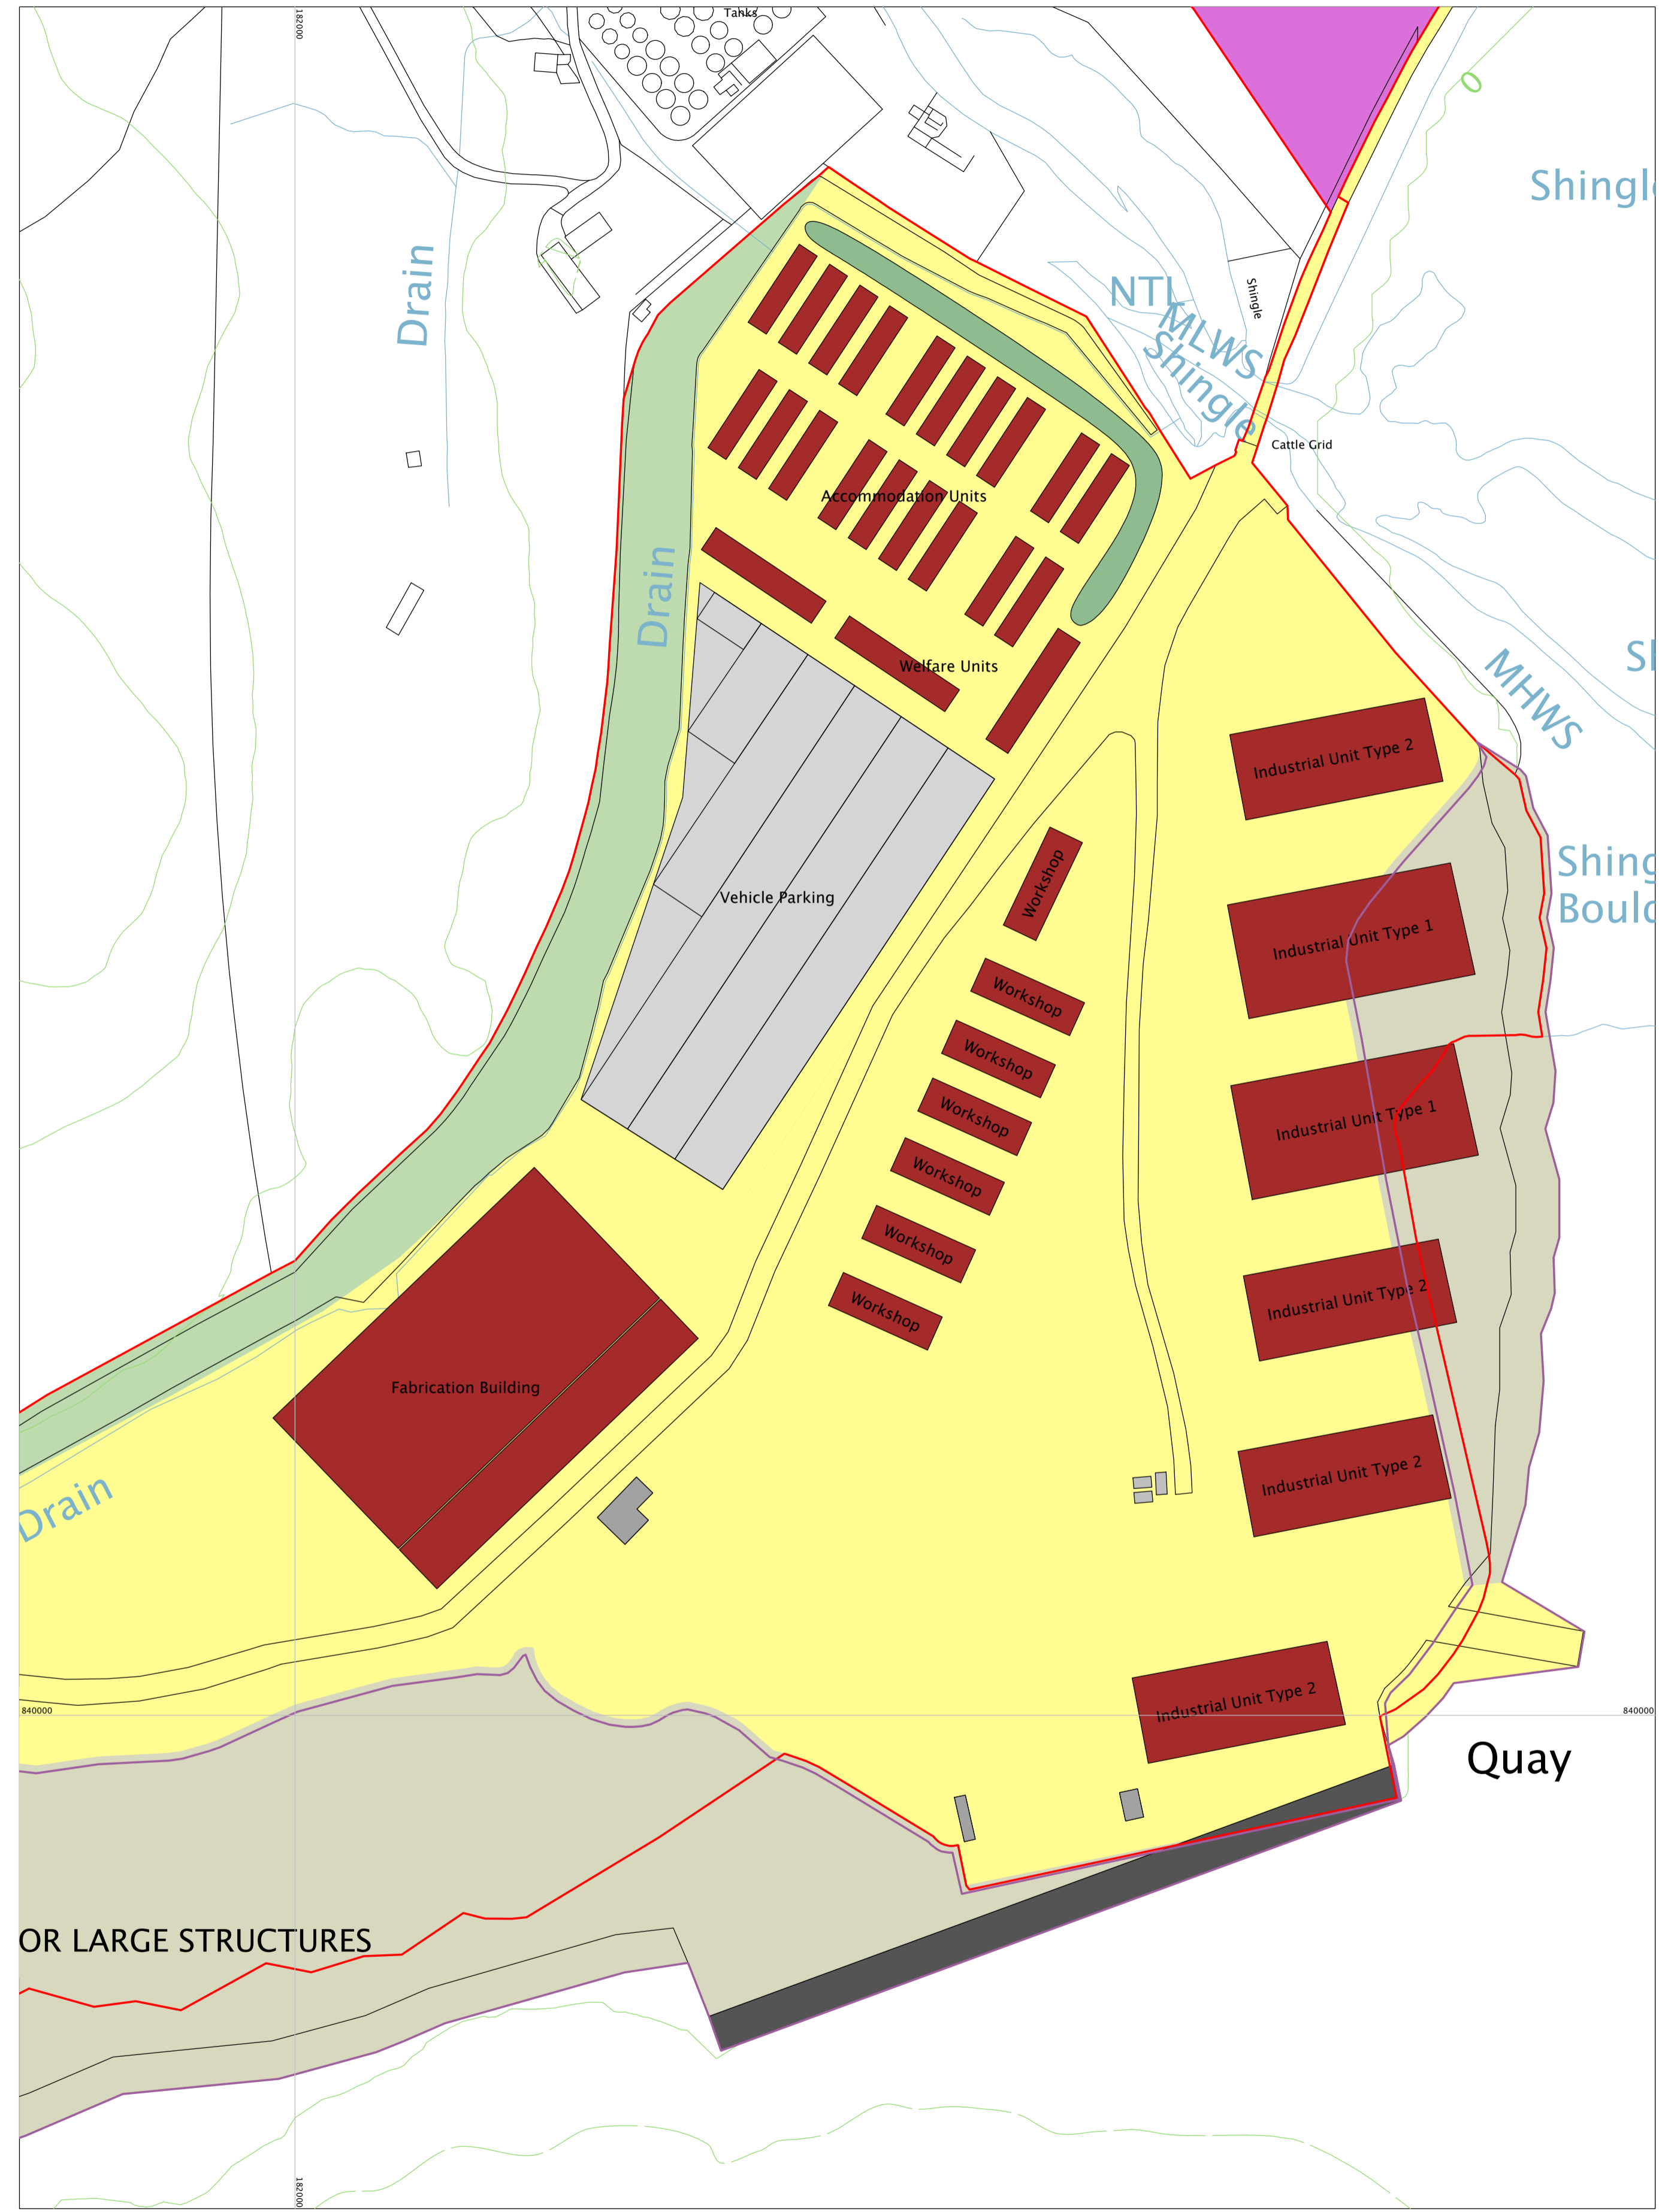 Tanks
182000
0
Shingle
Drain
NTL
MLWS
Shingle
Shingle
Cattle Grid
Accommodation Units
Drain
Welfare Units
MHWS
Industrial Unit Type 2
Workshop
Vehicle Parking
Industrial Unit Type 1
Workshop
Workshop
Workshop
Industrial Unit Type 1
Workshop
Workshop
Workshop
Industrial Unit Type 2
Fabrication Building
Industrial Unit Type 2
Drain
Industrial Unit Type 2
840000
840000
Quay
OR LARGE STRUCTURES
182000